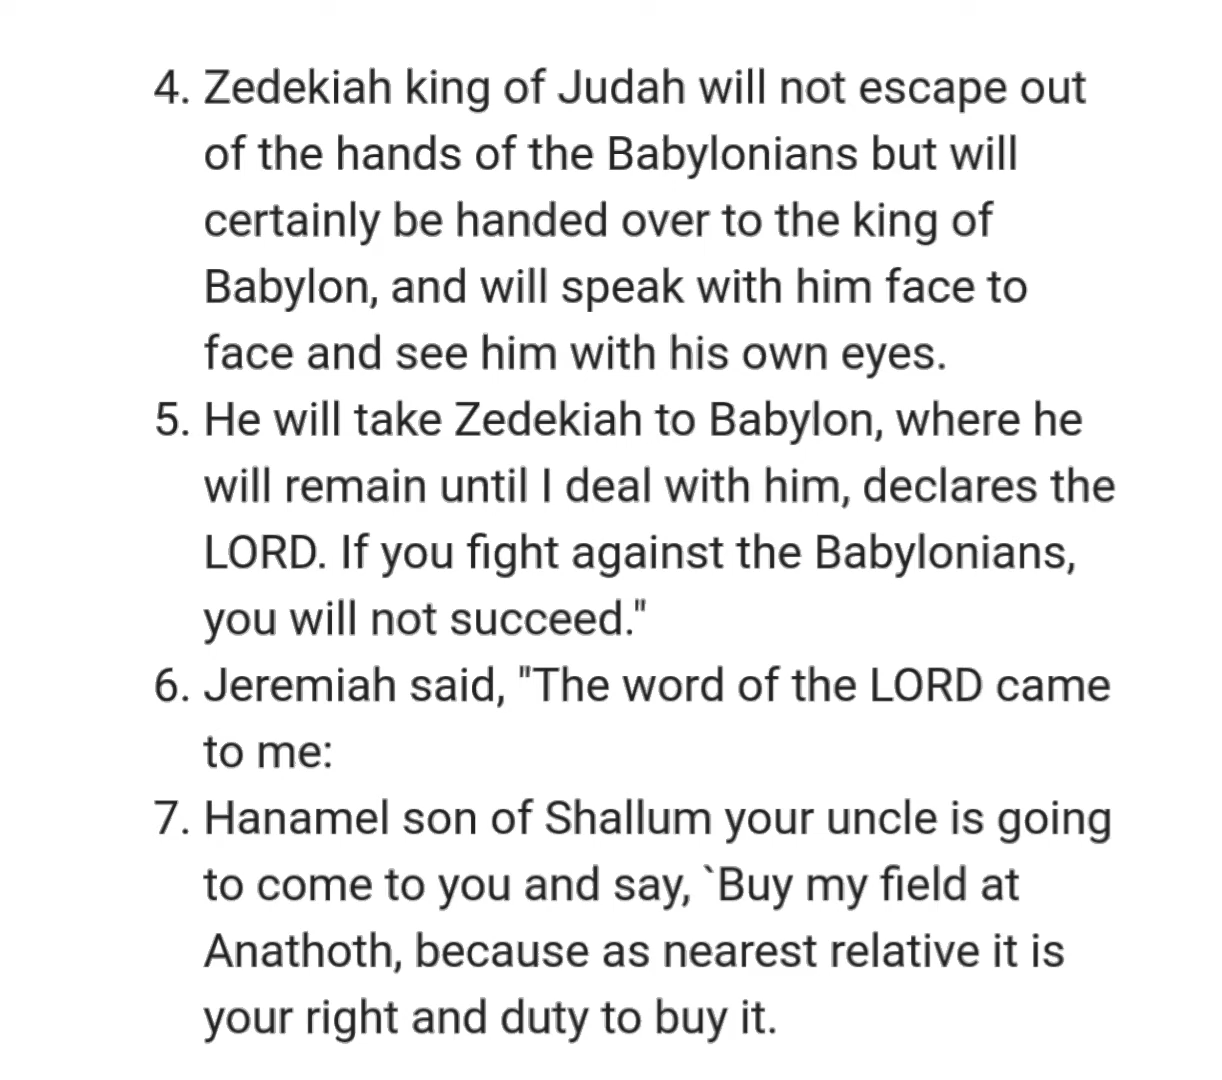 4. Zedekiah king of Judah will not escape out
of the hands of the Babylonians but will
certainly be handed over to the king of
Babylon, and will speak with him face to
face and see him with his own eyes.
5. He will take Zedekiah to Babylon, where he
will remain until I deal with him, declares the
LORD. If you fight against the Babylonians,
you will not succeed."
6. Jeremiah said, "The word of the LORD came
to me:
7. Hanamel son of Shallum your uncle is going
to come to you and say, `Buy my field at
Anathoth, because as nearest relative it is
your right and duty to buy it.